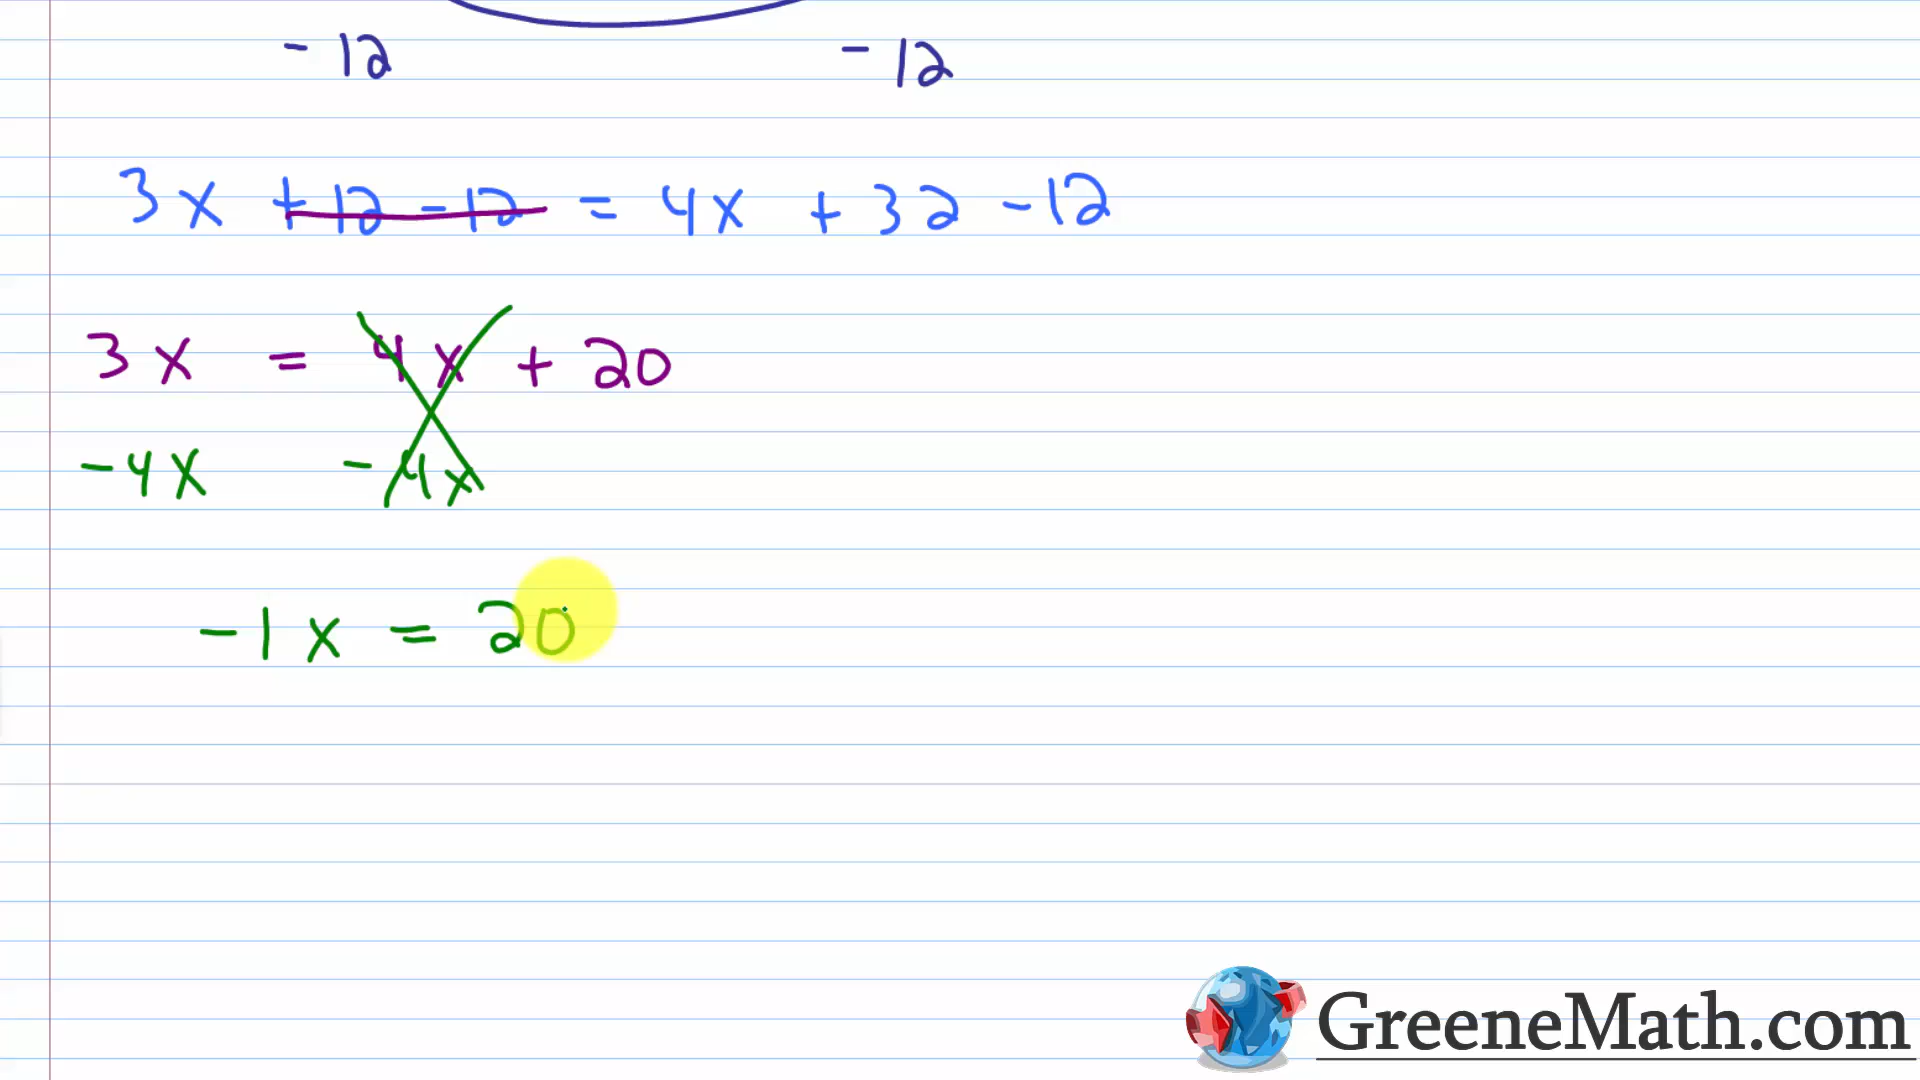 - 12 - 12
3x + 12 - 12 = 4x + 32 - 12
3x = 4x + 20
-4x -4x
-1x = 20
GreeneMath.com